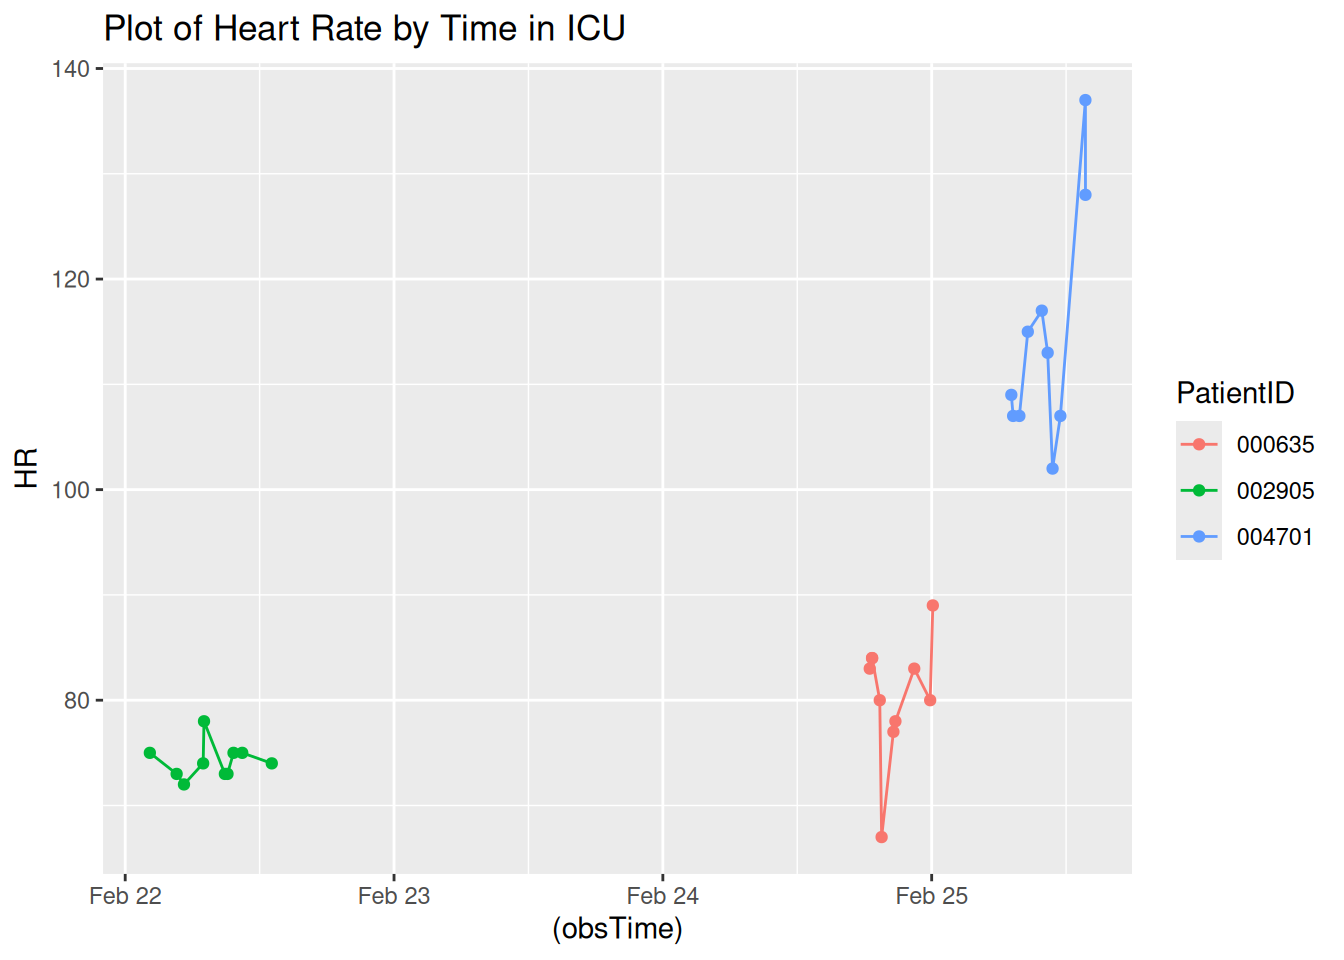 Plot of Heart Rate by Time in ICU
140
120
100
80
HR
Feb 22
Feb 23
Feb 24
Feb 25
(obsTime)
PatientID
000635
002905
004701